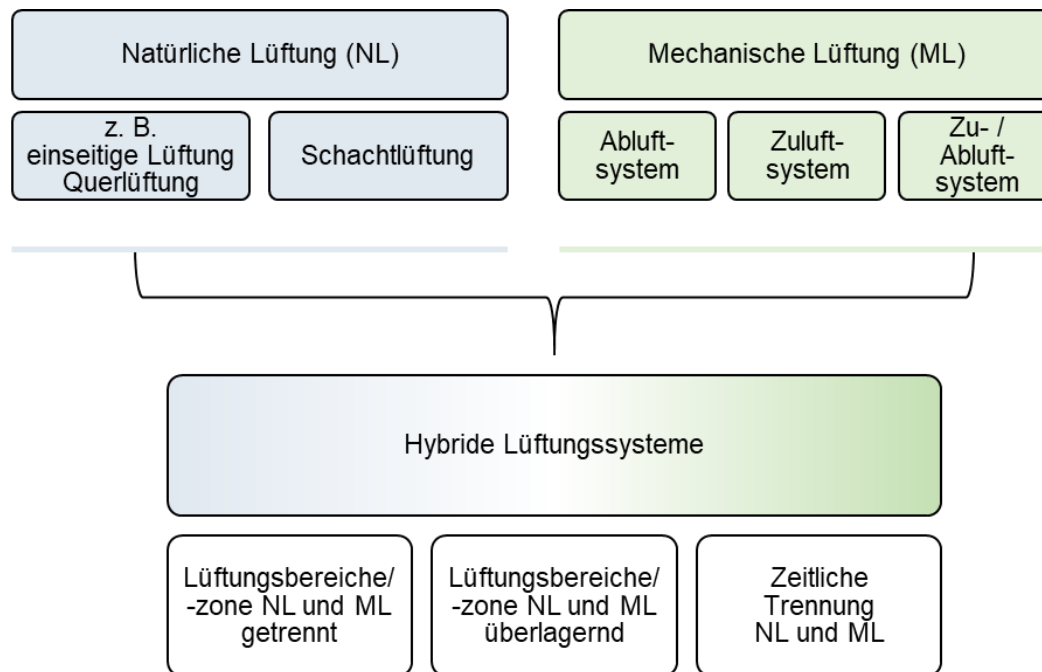 Natürliche Lüftung (NL)
Mechanische Lüftung (ML)
z. B.
einseitige Lüftung
Querlüftung
Schachtlüftung
Abluft-
system
Zuluft-
system
Zu- /
Abluft-
system
Hybride Lüftungssysteme
Lüftungsbereiche/
-zone NL und ML
getrennt
Lüftungsbereiche/
-zone NL und ML
überlagernd
Zeitliche
Trennung
NL und ML